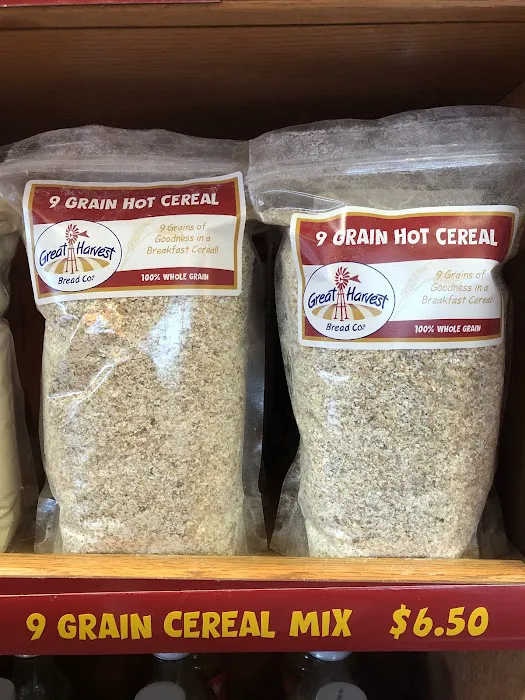 9 GRAIN HOT CEREAL
Great Harvest
Bread Co.
9 Grains of
Goodness in a
Breakfast Cereal!
100% WHOLE GRAIN
9 GRAIN HOT CEREAL
Great Harvest
Bread Co.
9 Grains of
Goodness in a
Breakfast Cereal!
100% WHOLE GRAIN
9 GRAIN CEREAL MIX $6.50